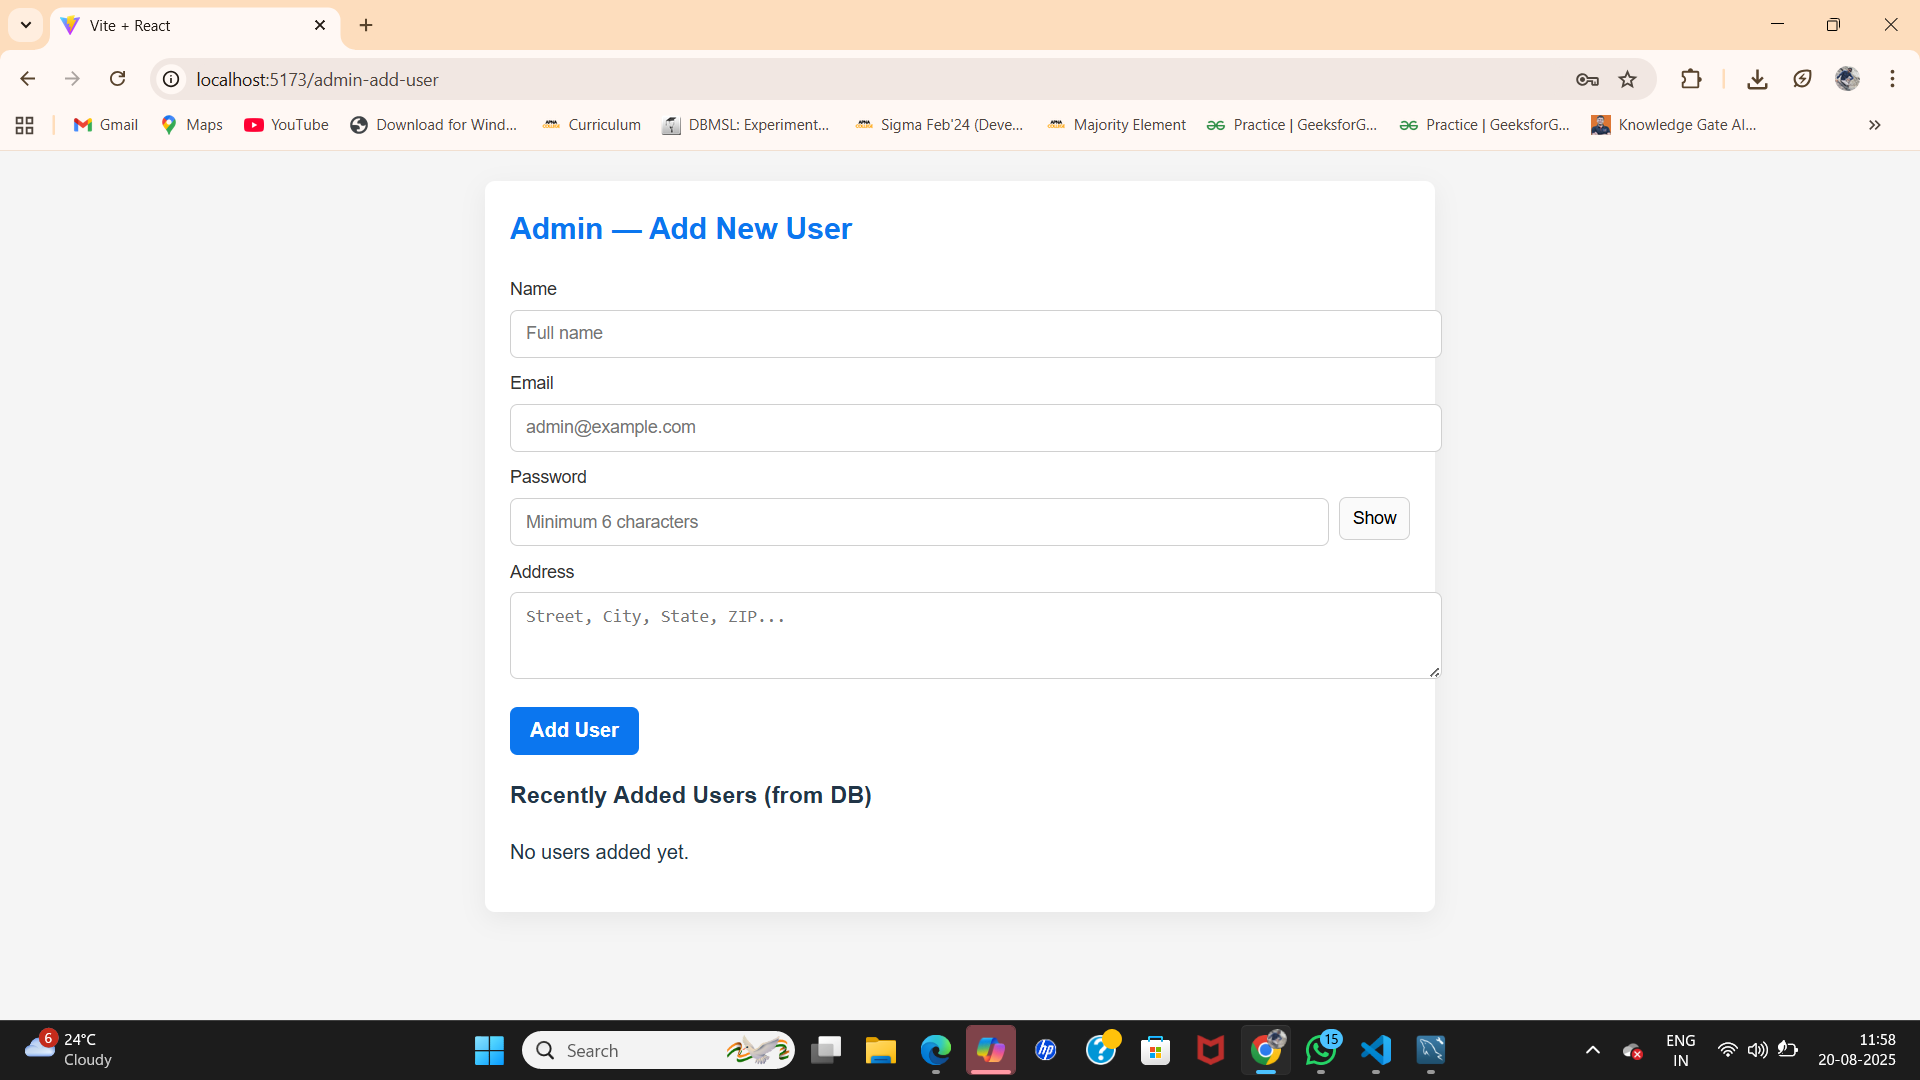 Vite + React
localhost:5173/admin-add-user
Gmail
Maps
YouTube
Download for Wind...
Curriculum
DBMSL: Experiment...
Sigma Feb'24 (Deve...
Majority Element
Practice | GeeksforG...
Practice | GeeksforG...
Knowledge Gate AI...
Admin — Add New User
Name
Full name
Email
admin@example.com
Password
Minimum 6 characters
Show
Address
Street, City, State, ZIP...
Add User
Recently Added Users (from DB)
No users added yet.
6
24°C
Cloudy
Search
hp
15
ENG
IN
11:58
20-08-2025